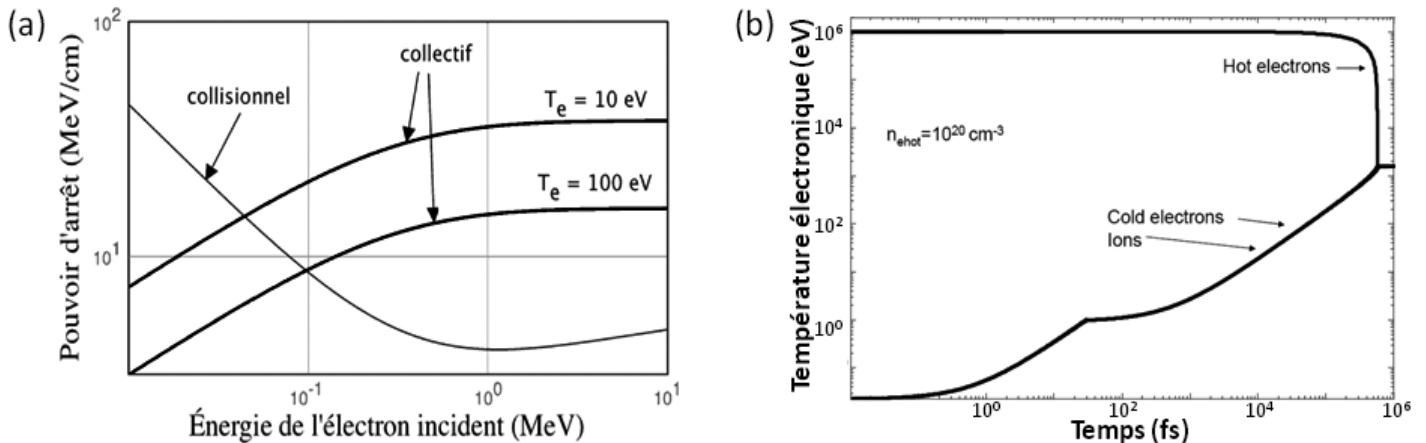 (a)
Pouvoir d'arrêt (MeV/cm)
10²
10¹
collisionnel
collectif
Tₑ = 10 eV
Tₑ = 100 eV
10⁻¹
10⁰
10¹
Énergie de l'électron incident (MeV)
(b)
Température électronique (eV)
10⁶
10⁴
10²
10⁰
Hot electrons
nₑₕₒₜ=10²⁰ cm⁻³
Cold electrons
Ions
10⁰
10²
10⁴
10⁶
Temps (fs)